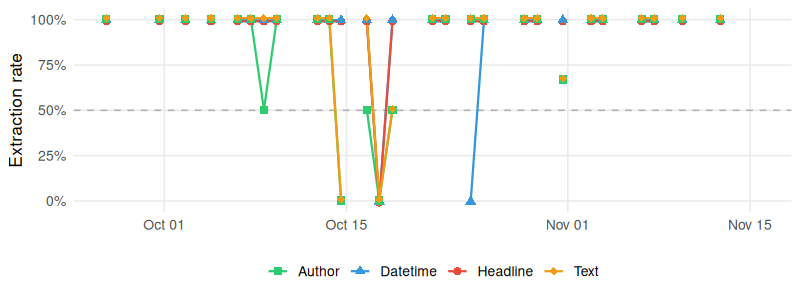 100%
75%
50%
25%
0%
Extraction rate
Oct 01 Oct 15 Nov 01 Nov 15
Author Datetime Headline Text